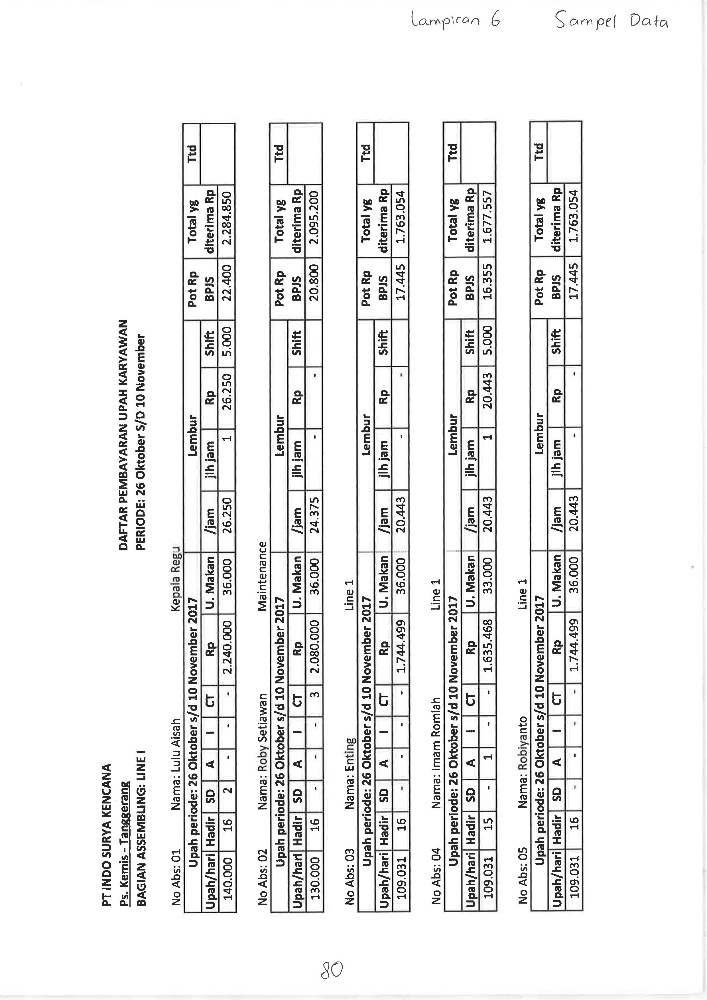 Lampiran 6 Sampel Data
PT INDO SURYA KENCANA
Ps. Kemis - Tanggerang
BAGIAN ASSEMBLING: LINE I
DAFTAR PEMBAYARAN UPAH KARYAWAN
PERIODE: 26 Oktober S/D 10 November
No Abs: 01 Nama: Lulu Aisah Kepala Regu
Upah periode: 26 Oktober s/d 10 November 2017 Lembur Pot Rp Total yg Ttd
Upah/hari Hadir SD A I CT Rp U. Makan /jam jlh jam Rp Shift BPJS diterima Rp
140.000 16 2 - - - 2.240.000 36.000 26.250 1 26.250 5.000 22.400 2.284.850
No Abs: 02 Nama: Roby Setiawan Maintenance
Upah periode: 26 Oktober s/d 10 November 2017 Lembur Pot Rp Total yg Ttd
Upah/hari Hadir SD A I CT Rp U. Makan /jam jlh jam Rp Shift BPJS diterima Rp
130.000 16 - - - 3 2.080.000 36.000 24.375 - - 20.800 2.095.200
No Abs: 03 Nama: Enting Line 1
Upah periode: 26 Oktober s/d 10 November 2017 Lembur Pot Rp Total yg Ttd
Upah/hari Hadir SD A I CT Rp U. Makan /jam jlh jam Rp Shift BPJS diterima Rp
109.031 16 - - - - 1.744.499 36.000 20.443 - - 17.445 1.763.054
No Abs: 04 Nama: Imam Romlah Line 1
Upah periode: 26 Oktober s/d 10 November 2017 Lembur Pot Rp Total yg Ttd
Upah/hari Hadir SD A I CT Rp U. Makan /jam jlh jam Rp Shift BPJS diterima Rp
109.031 15 - 1 - - 1.635.468 33.000 20.443 1 20.443 5.000 16.355 1.677.557
No Abs: 05 Nama: Robiyanto Line 1
Upah periode: 26 Oktober s/d 10 November 2017 Lembur Pot Rp Total yg Ttd
Upah/hari Hadir SD A I CT Rp U. Makan /jam jlh jam Rp Shift BPJS diterima Rp
109.031 16 - - - - 1.744.499 36.000 20.443 - - 17.445 1.763.054
80